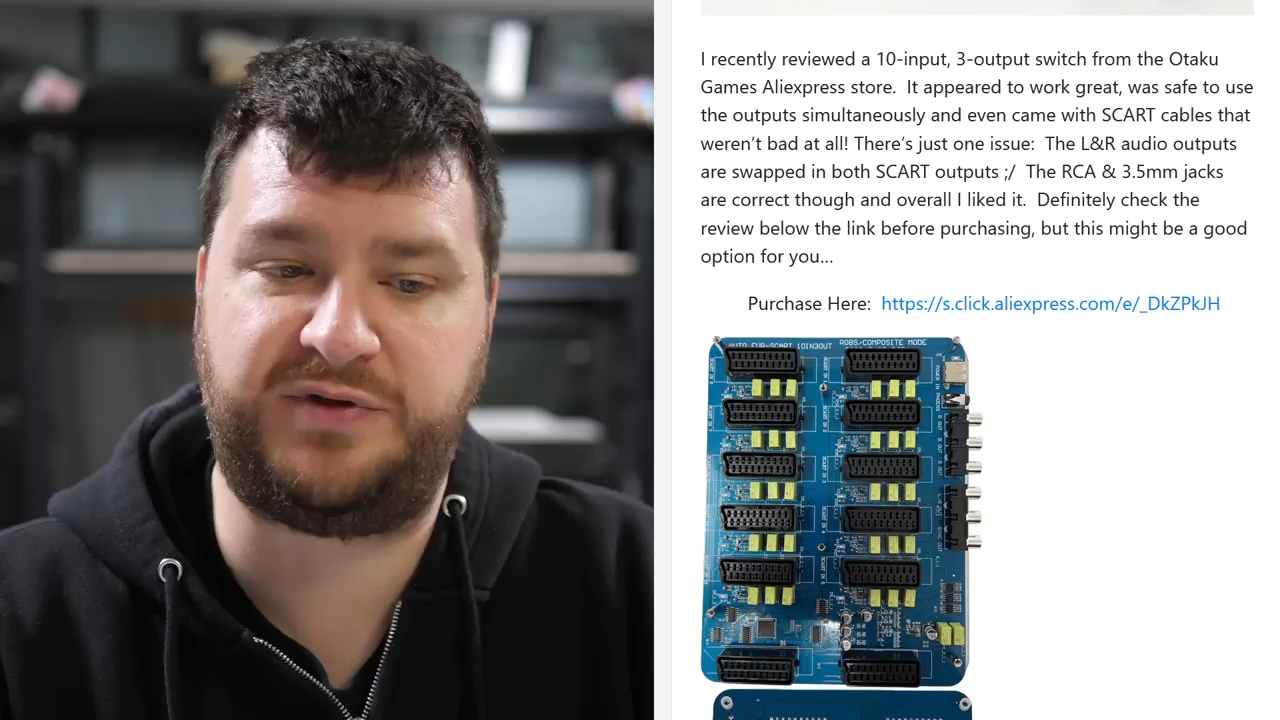 I recently reviewed a 10-input, 3-output switch from the Otaku
Games Aliexpress store.  It appeared to work great, was safe to use
the outputs simultaneously and even came with SCART cables that
weren’t bad at all! There’s just one issue:  The L&R audio outputs
are swapped in both SCART outputs ;/  The RCA & 3.5mm jacks
are correct though and overall I liked it.  Definitely check the
review below the link before purchasing, but this might be a good
option for you…
Purchase Here:  https://s.click.aliexpress.com/e/_DkZPkJH
AUTO EUR-SCART 10IN3OUT
RGBS/COMPOSITE MODE